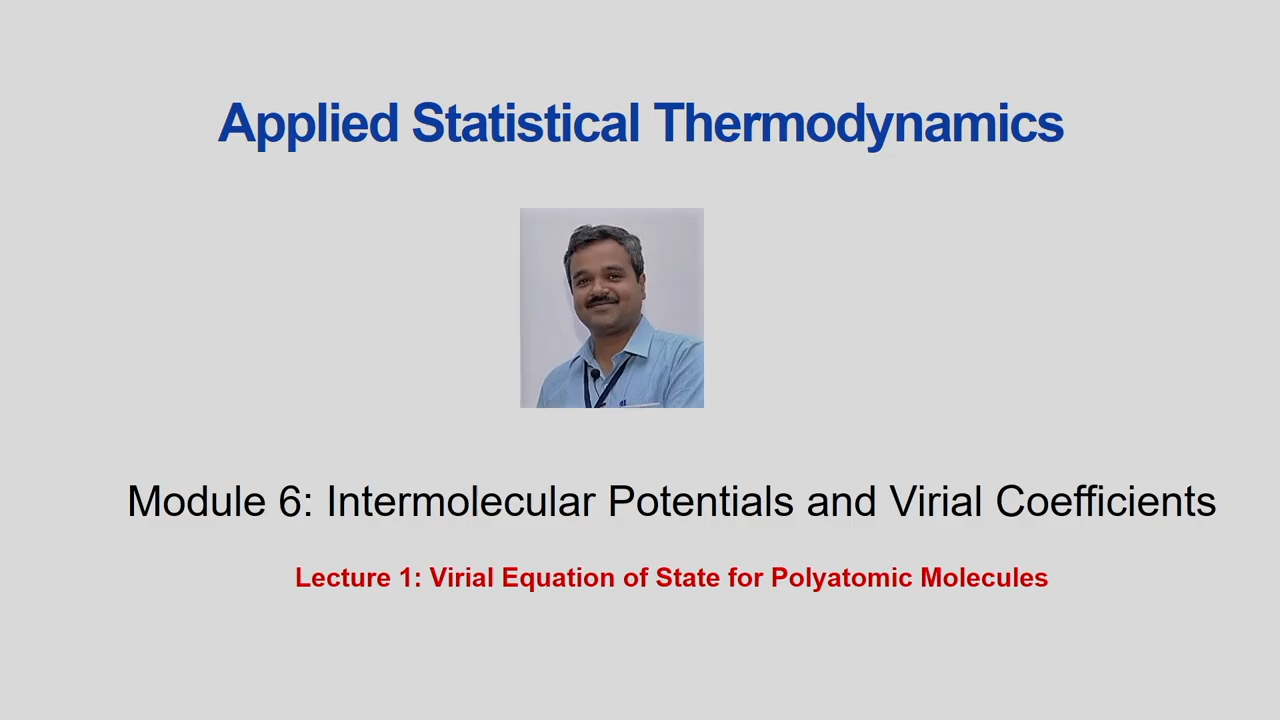 Applied Statistical Thermodynamics
Module 6: Intermolecular Potentials and Virial Coefficients
Lecture 1: Virial Equation of State for Polyatomic Molecules